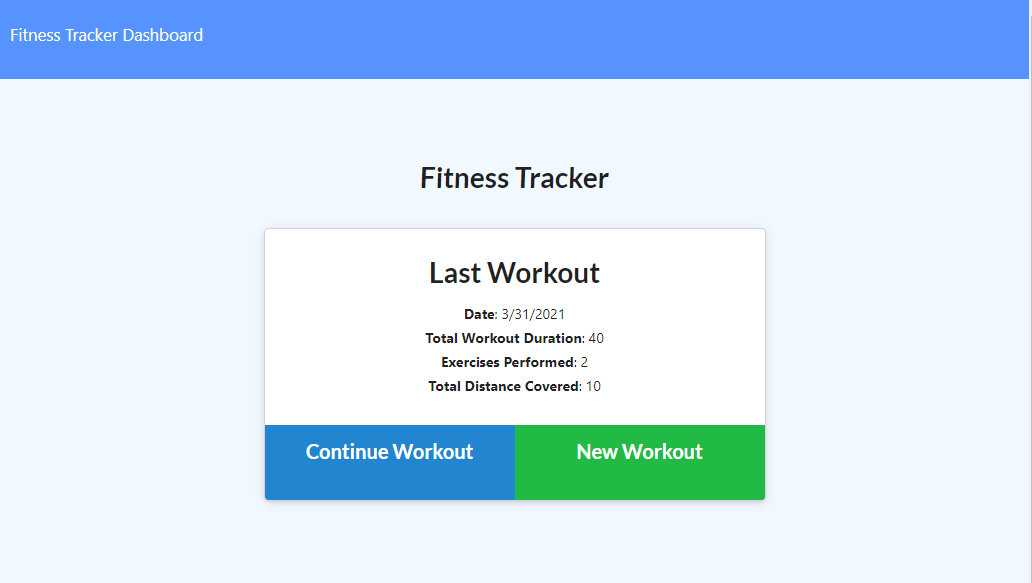 Fitness Tracker Dashboard
Fitness Tracker
Last Workout
Date: 3/31/2021
Total Workout Duration: 40
Exercises Performed: 2
Total Distance Covered: 10
Continue Workout
New Workout